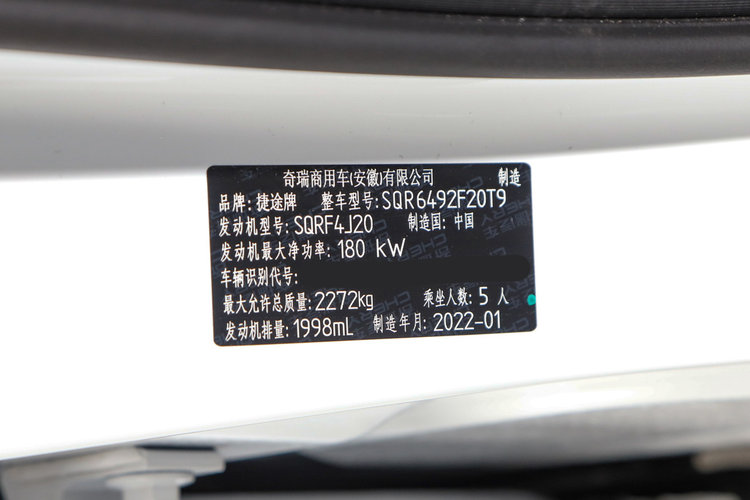 奇瑞商用车(安徽)有限公司 制造
品牌: 捷途牌 整车型号: SQR6492F20T9
发动机型号: SQRF4J20 制造国: 中国
发动机最大净功率: 180 kW
车辆识别代号:
最大允许总质量: 2272kg 乘坐人数: 5 人
发动机排量: 1998mL 制造年月: 2022-01